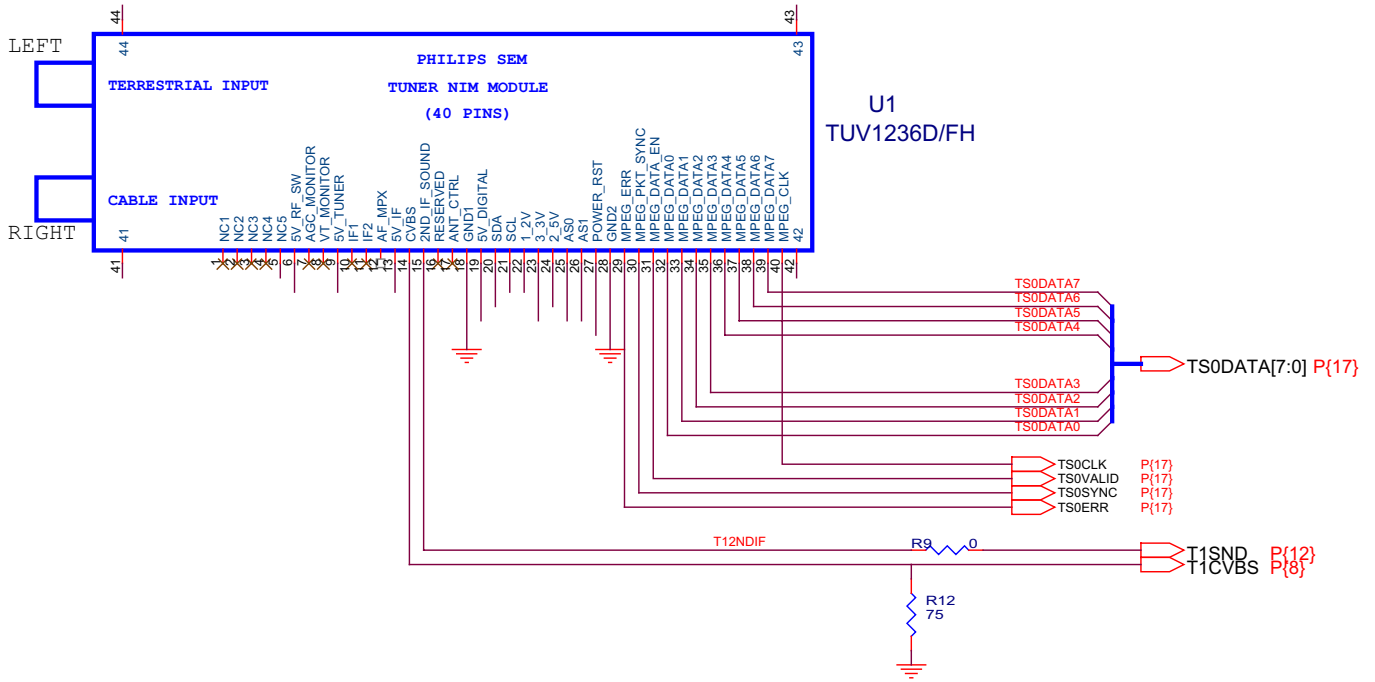 44
43
LEFT
44
43
PHILIPS SEM
TERRESTRIAL INPUT
TUNER NIM MODULE
(40 PINS)
U1
TUV1236D/FH
CABLE INPUT
RIGHT
41
NC1
NC2
NC3
NC4
NC5
5V_RF_SW
AGC_MONITOR
VT_MONITOR
5V_TUNER
IF1
IF2
AF_MPX
5V_IF
CVBS
2ND_IF_SOUND
RESERVED
ANT_CTRL
GND1
5V_DIGITAL
SDA
SCL
1_2V
3_3V
2_5V
AS0
AS1
POWER_RST
GND2
MPEG_ERR
MPEG_PKT_SYNC
MPEG_DATA_EN
MPEG_DATA0
MPEG_DATA1
MPEG_DATA2
MPEG_DATA3
MPEG_DATA4
MPEG_DATA5
MPEG_DATA6
MPEG_DATA7
MPEG_CLK
42
41
1
2
3
4
5
6
7
8
9
10
11
12
13
14
15
16
17
18
19
20
21
22
23
24
25
26
27
28
29
30
31
32
33
34
35
36
37
38
39
40
42
TS0DATA7
TS0DATA6
TS0DATA5
TS0DATA4
TS0DATA[7:0] P{17}
TS0DATA3
TS0DATA2
TS0DATA1
TS0DATA0
TS0CLK P{17}
TS0VALID P{17}
TS0SYNC P{17}
TS0ERR P{17}
T12NDIF
R9 0
T1SND P{12}
T1CVBS P{8}
R12
75